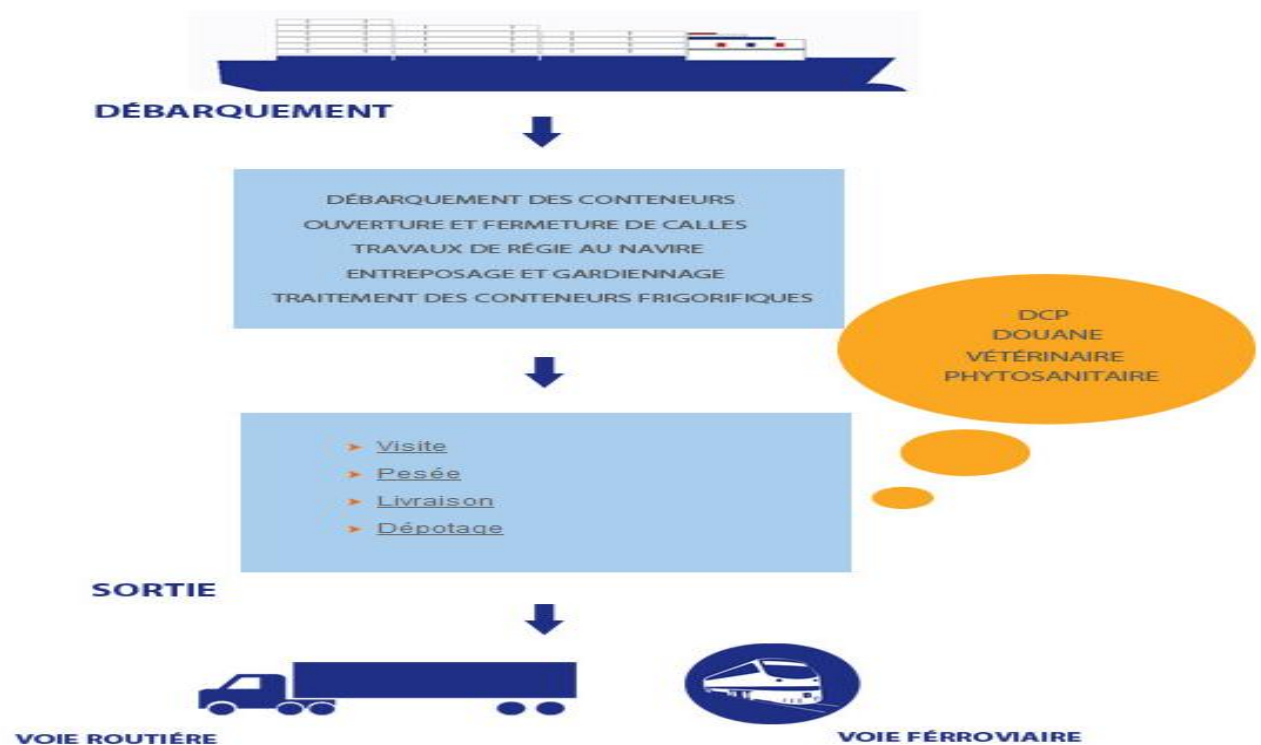 DÉBARQUEMENT
DÉBARQUEMENT DES CONTENEURS
OUVERTURE ET FERMETURE DE CALLES
TRAVAUX DE RÉGIE AU NAVIRE
ENTREPOSAGE ET GARDIENNAGE
TRAITEMENT DES CONTENEURS FRIGORIFIQUES
DCP
DOUANE
VÉTÉRINAIRE
PHYTOSANITAIRE
Visite
Pesée
Livraison
Dépotage
SORTIE
VOIE ROUTIÉRE
VOIE FÉRROVIAIRE